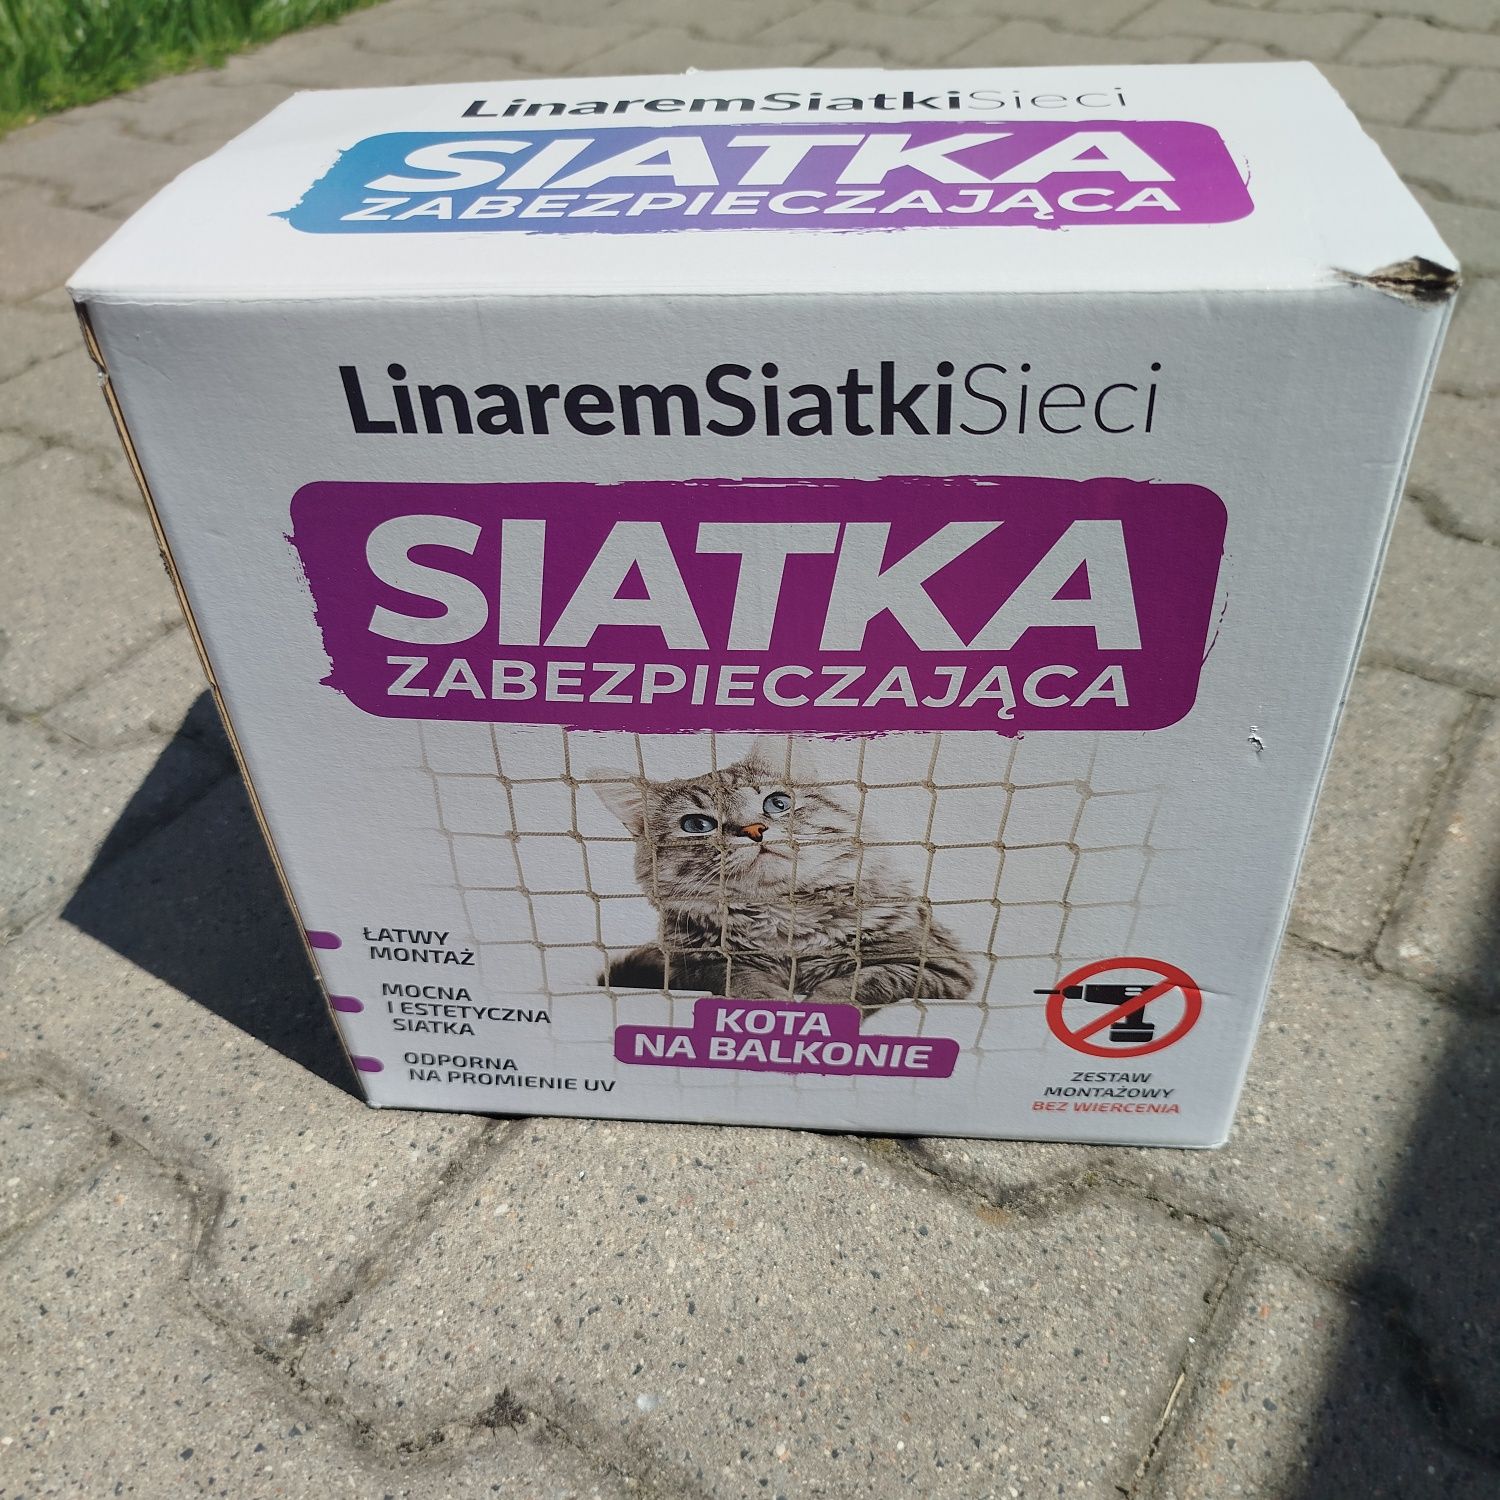 LinaremSiatkiSieci
SIATKA
ZABEZPIECZAJĄCA
LinaremSiatkiSieci
SIATKA
ZABEZPIECZAJĄCA
ŁATWY
MONTAŻ
MOCNA
I ESTETYCZNA
SIATKA
ODPORNA
NA PROMIENIE UV
KOTA
NA BALKONIE
ZESTAW
MONTAŻOWY
BEZ WIERCENIA